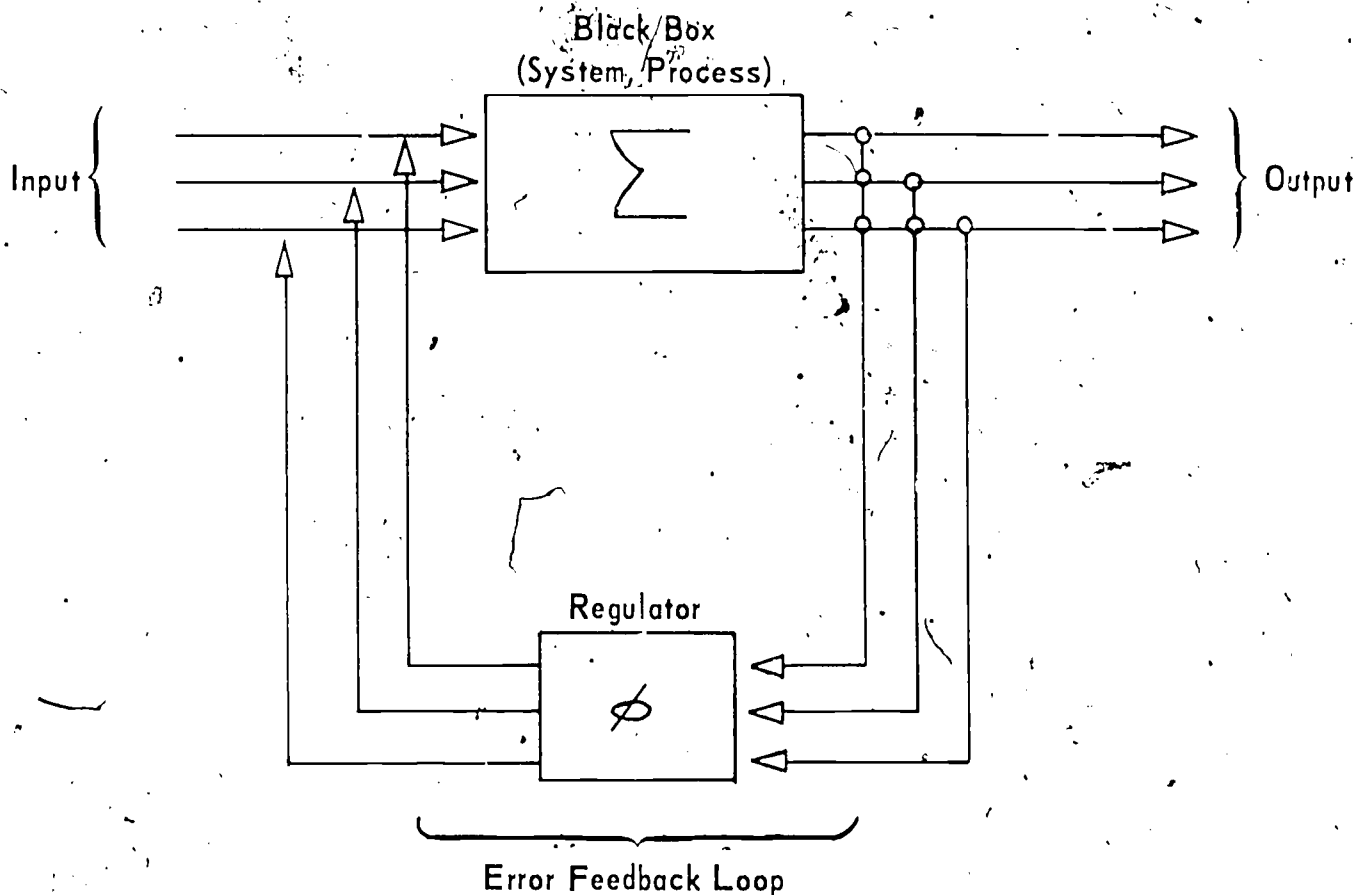 Black Box
(System, Process)
Σ
Input
Output
Regulator
φ
Error Feedback Loop